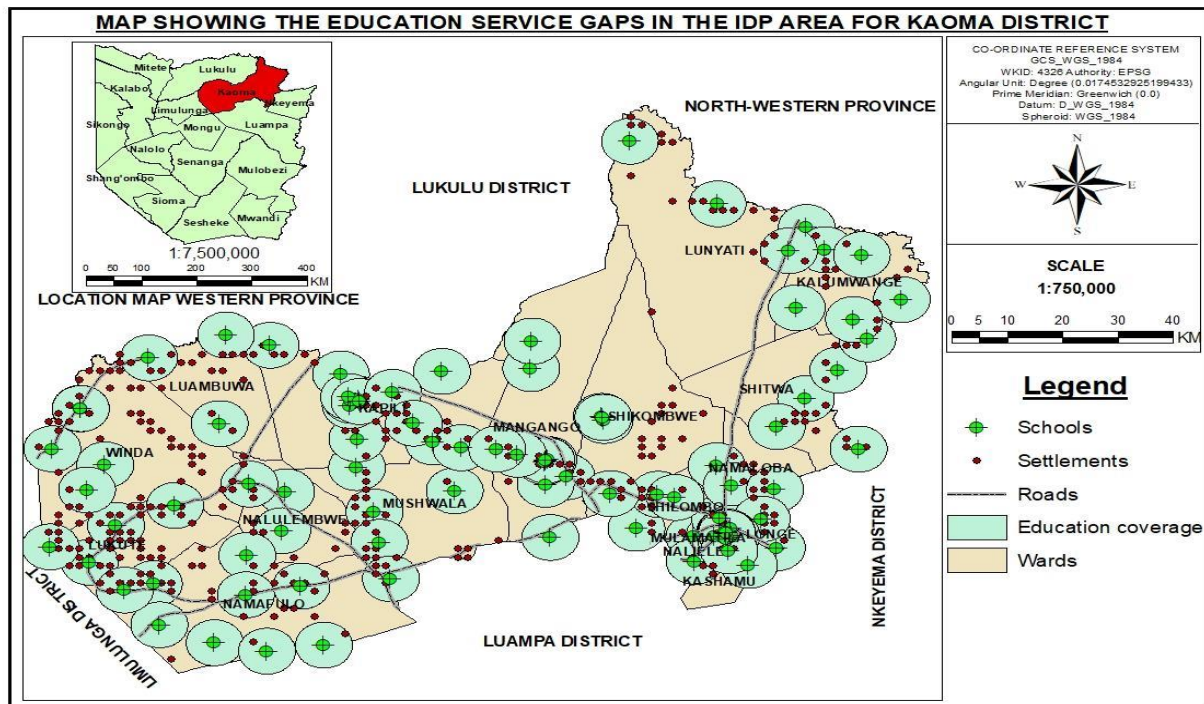 MAP SHOWING THE EDUCATION SERVICE GAPS IN THE IDP AREA FOR KAOMA DISTRICT
Mitete
Lukulu
Kalabo
Kaoma
Nkeyema
Limulunga
Sikongo
Mongu
Luampa
Nalolo
Senanga
Mulobezi
Shang'ombo
Sioma
Sesheke
Mwandi
1:7,500,000
0 50 100 200 300 400
KM
LOCATION MAP WESTERN PROVINCE
NORTH-WESTERN PROVINCE
LUKULU DISTRICT
LUNYATI
KALUMWANGE
LUAMBUWA
SHITWA
KAPILI
SHIKOMBWE
MANGANGO
WINDA
NAMALOBA
MUSHWALA
SHILOMBO
NALULEMBWE
LUKUTE
NALIELE
KASHAMU
NAMAFULO
LIMULUNGA DISTRICT
LUAMPA DISTRICT
NKEYEMA DISTRICT
CO-ORDINATE REFERENCE SYSTEM
GCS_WGS_1984
WKID: 4326 Authority: EPSG
Angular Unit: Degree (0.0174532925199433)
Prime Meridian: Greenwich (0.0)
Datum: D_WGS_1984
Spheroid: WGS_1984
N
W E
S
SCALE
1:750,000
0 5 10 20 30 40
KM
Legend
Schools
Settlements
Roads
Education coverage
Wards